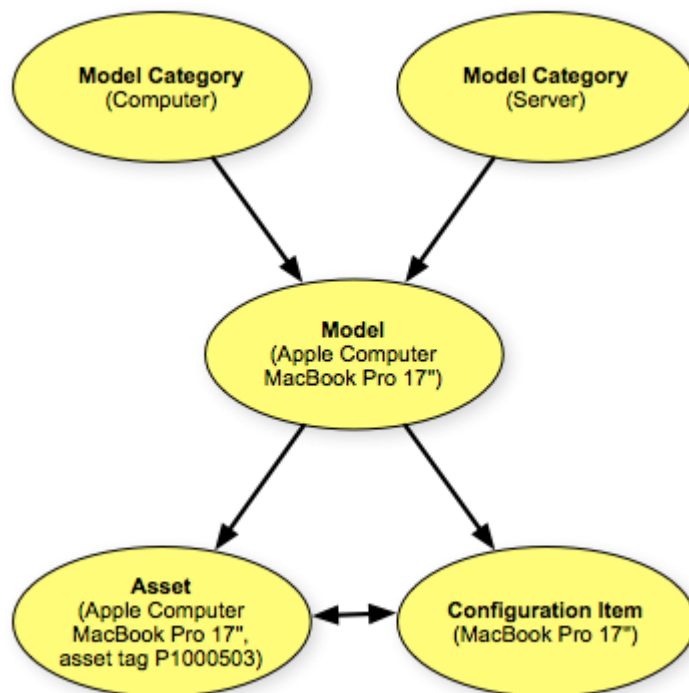 Model Category
(Computer)
Model Category
(Server)
Model
(Apple Computer
MacBook Pro 17")
Asset
(Apple Computer
MacBook Pro 17",
asset tag P1000503)
Configuration Item
(MacBook Pro 17")